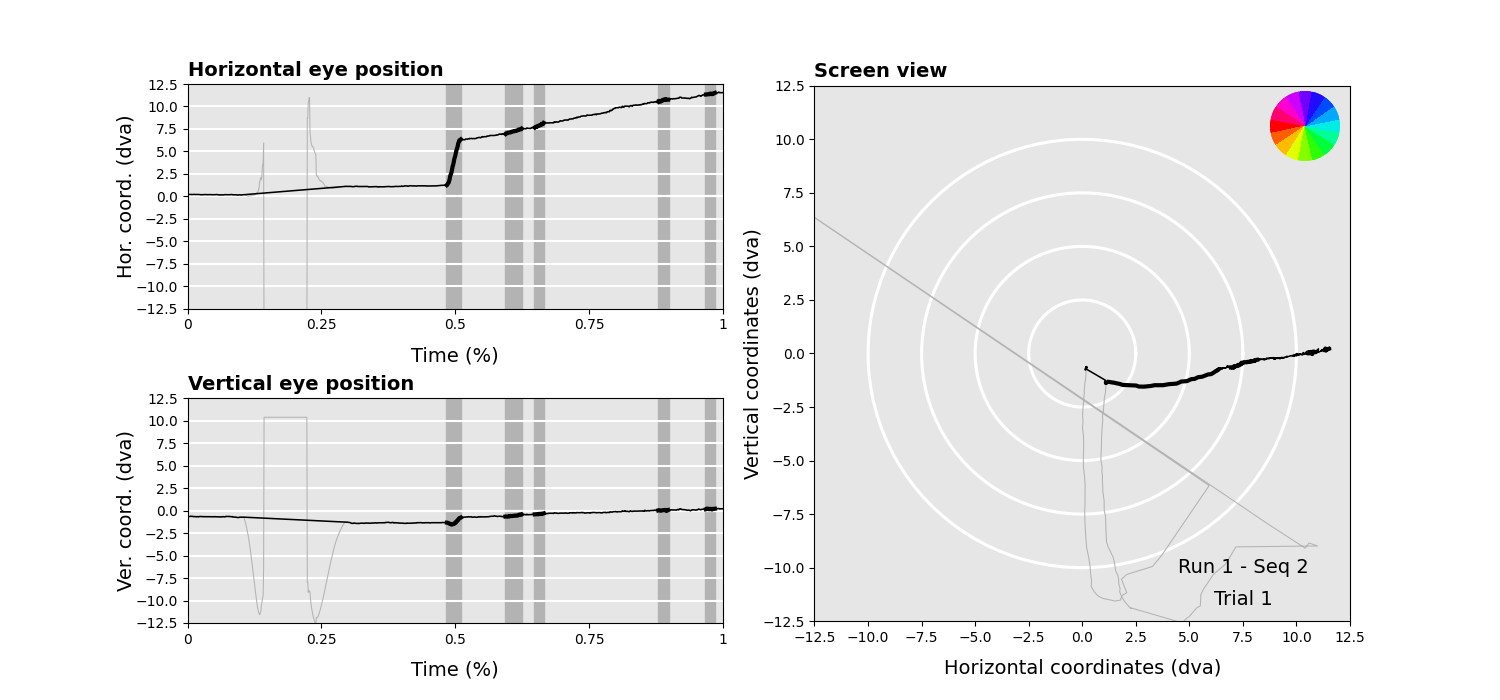 Horizontal eye position
12.5
10.0
7.5
5.0
2.5
0.0
−2.5
−5.0
−7.5
−10.0
−12.5
Hor. coord. (dva)
0 0.25 0.5 0.75 1
Time (%)
Vertical eye position
12.5
10.0
7.5
5.0
2.5
0.0
−2.5
−5.0
−7.5
−10.0
−12.5
Ver. coord. (dva)
0 0.25 0.5 0.75 1
Time (%)
Screen view
12.5
10.0
7.5
5.0
2.5
0.0
−2.5
−5.0
−7.5
−10.0
−12.5
Vertical coordinates (dva)
Run 1 - Seq 2
Trial 1
−12.5 −10.0 −7.5 −5.0 −2.5 0.0 2.5 5.0 7.5 10.0 12.5
Horizontal coordinates (dva)